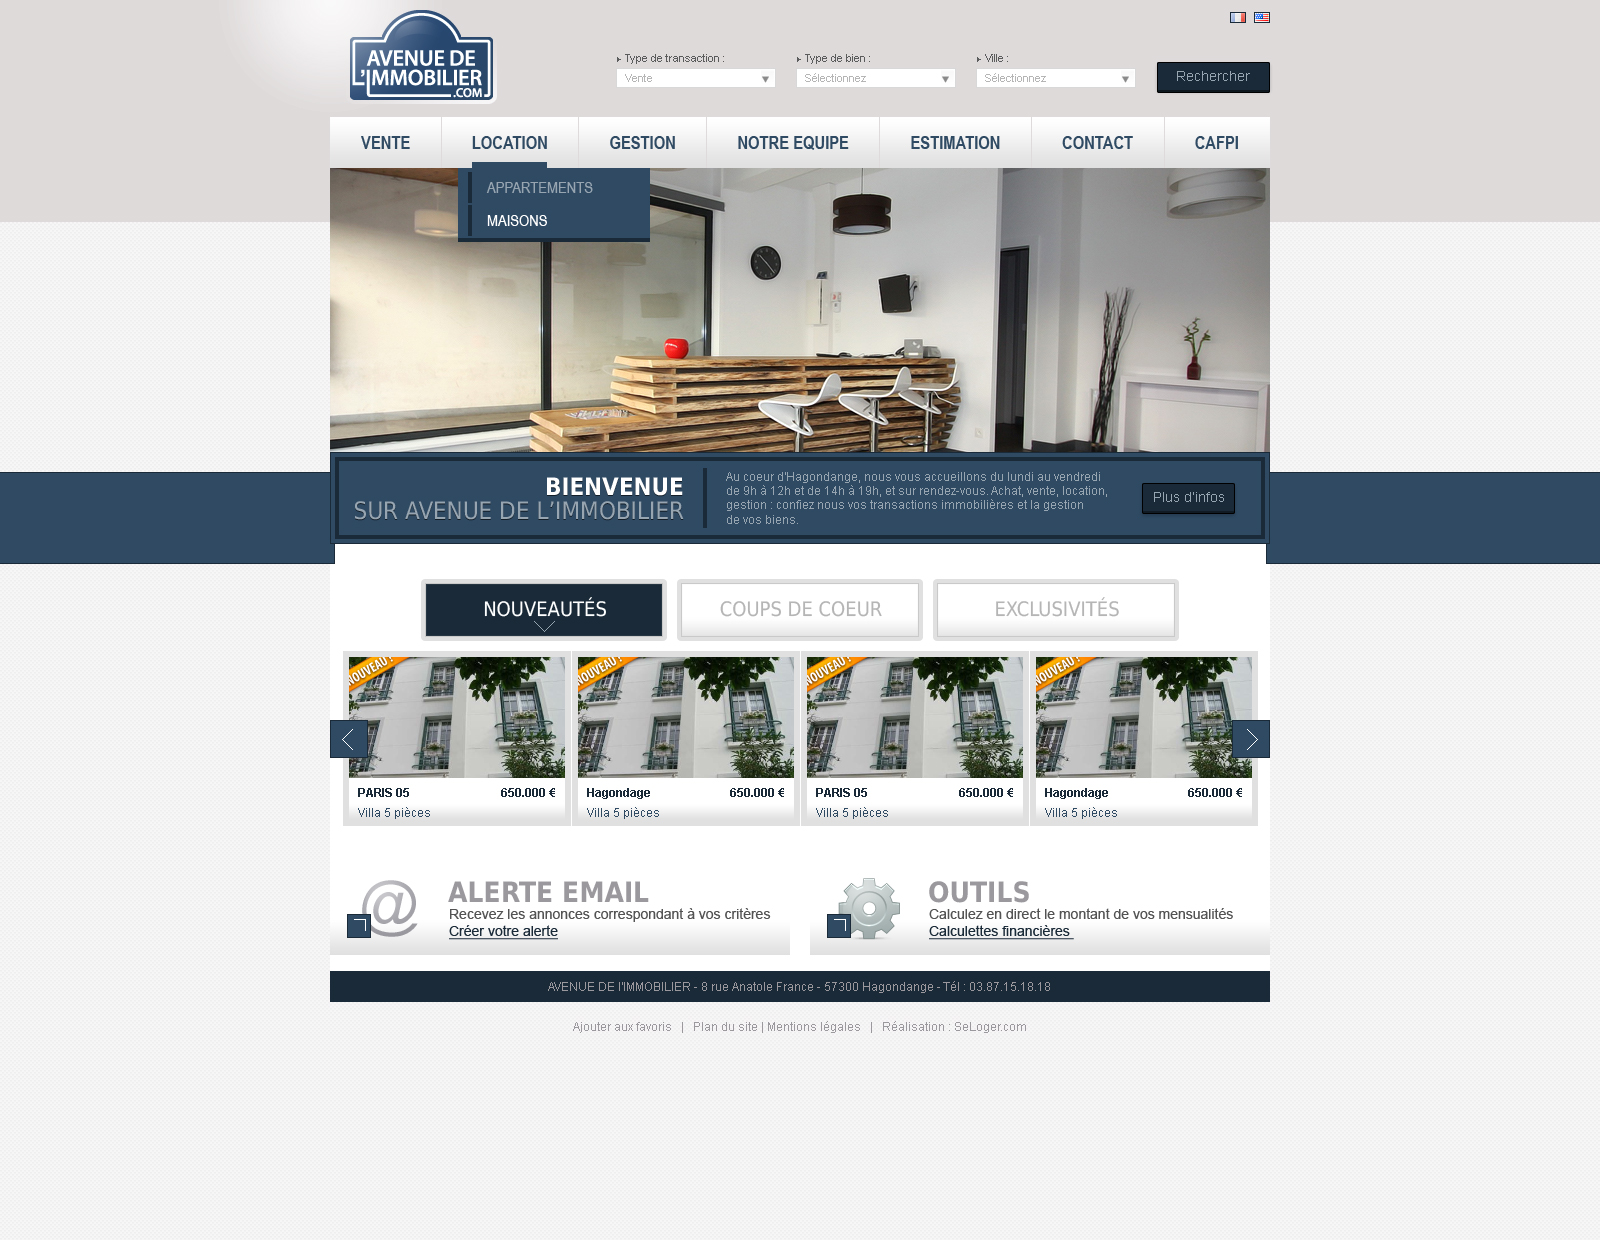 AVENUE DE
L'IMMOBILIER
.COM
Type de transaction :
Vente
Type de bien :
Sélectionnez
Ville :
Sélectionnez
Rechercher
VENTE
LOCATION
GESTION
NOTRE EQUIPE
ESTIMATION
CONTACT
CAFPI
APPARTEMENTS
MAISONS
BIENVENUE
SUR AVENUE DE L'IMMOBILIER
Au coeur d'Hagondange, nous vous accueillons du lundi au vendredi
de 9h à 12h et de 14h à 19h, et sur rendez-vous. Achat, vente, location,
gestion : confiez nous vos transactions immobilières et la gestion
de vos biens.
Plus d'infos
NOUVEAUTÉS
COUPS DE COEUR
EXCLUSIVITÉS
NOUVEAU !
NOUVEAU !
NOUVEAU !
NOUVEAU !
PARIS 05 650.000 €
Villa 5 pièces
Hagondage 650.000 €
Villa 5 pièces
PARIS 05 650.000 €
Villa 5 pièces
Hagondage 650.000 €
Villa 5 pièces
@
ALERTE EMAIL
Recevez les annonces correspondant à vos critères
Créer votre alerte
OUTILS
Calculez en direct le montant de vos mensualités
Calculettes financières
AVENUE DE l'IMMOBILIER - 8 rue Anatole France - 57300 Hagondange - Tél : 03.87.15.18.18
Ajouter aux favoris | Plan du site | Mentions légales | Réalisation : SeLoger.com